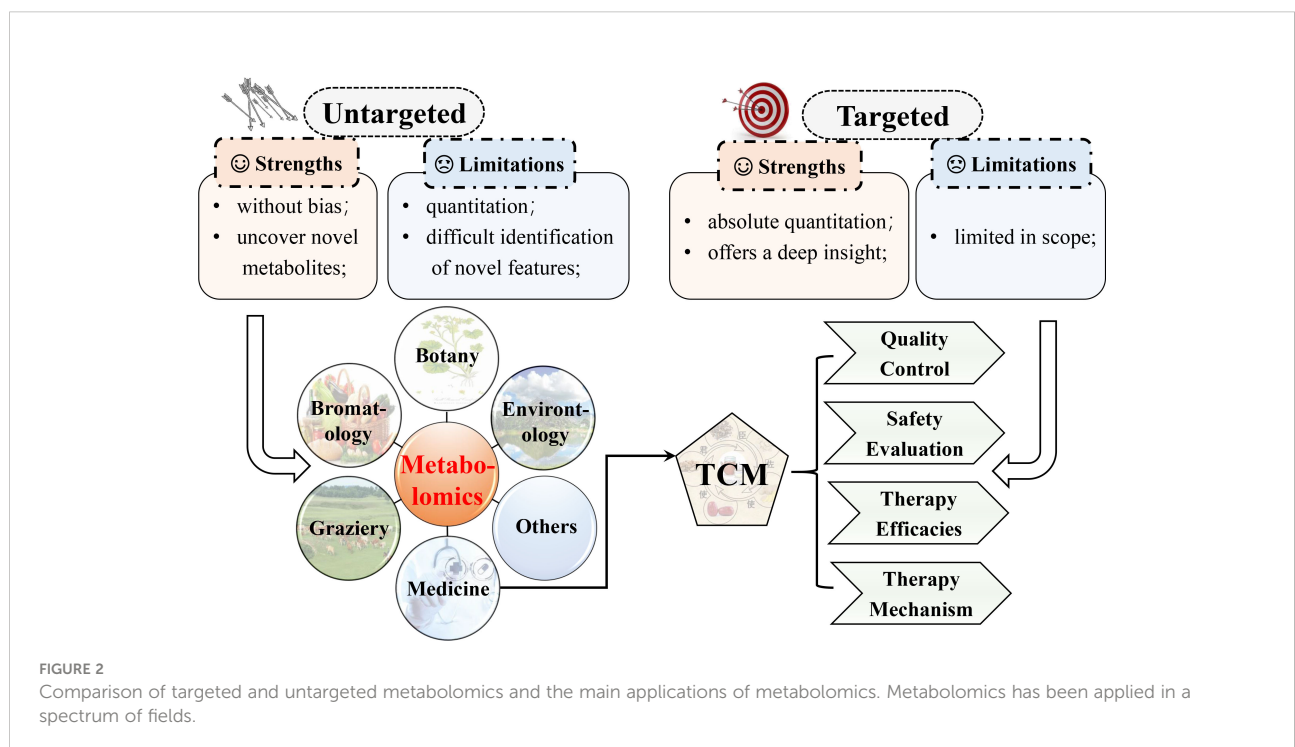 Untargeted
Strengths
without bias;
uncover novel
metabolites;
Limitations
quantitation;
difficult identification
of novel features;
Targeted
Strengths
absolute quantitation;
offers a deep insight;
Limitations
limited in scope;
Botany
Bromat-
ology
Environt-
ology
Metabo-
lomics
Graziery
Others
Medicine
TCM
Quality
Control
Safety
Evaluation
Therapy
Efficacies
Therapy
Mechanism
FIGURE 2
Comparison of targeted and untargeted metabolomics and the main applications of metabolomics. Metabolomics has been applied in a
spectrum of fields.